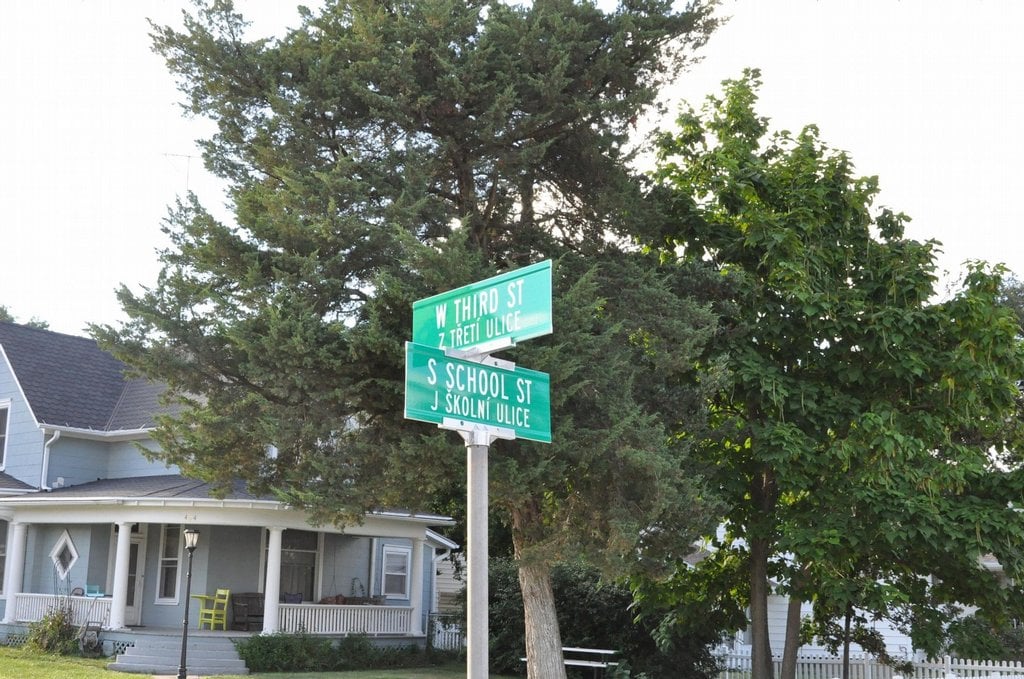 W THIRD ST
Z TŘETÍ ULICE
S SCHOOL ST
J ŠKOLNÍ ULICE